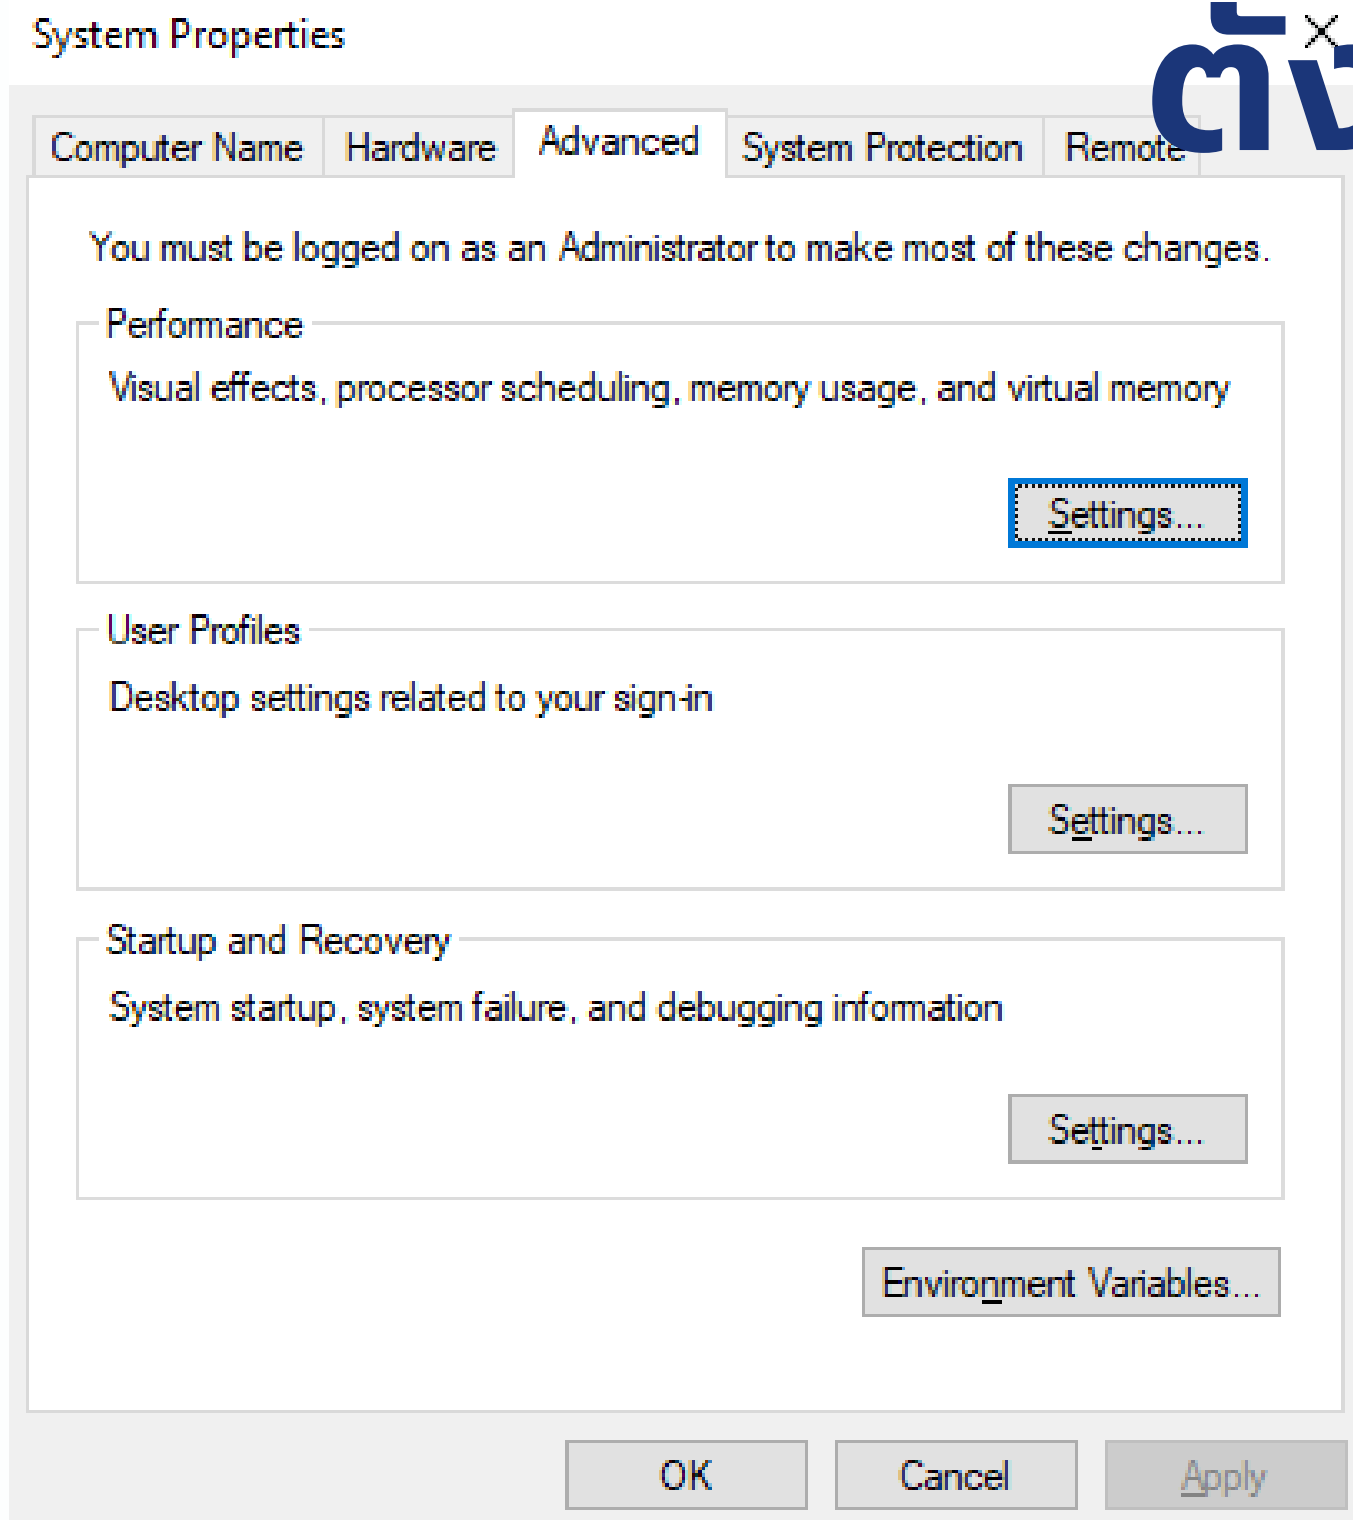 System Properties
ตั้ง
Computer Name Hardware Advanced System Protection Remote
You must be logged on as an Administrator to make most of these changes.
Performance
Visual effects, processor scheduling, memory usage, and virtual memory
Settings...
User Profiles
Desktop settings related to your sign-in
Settings...
Startup and Recovery
System startup, system failure, and debugging information
Settings...
Environment Variables...
OK Cancel Apply